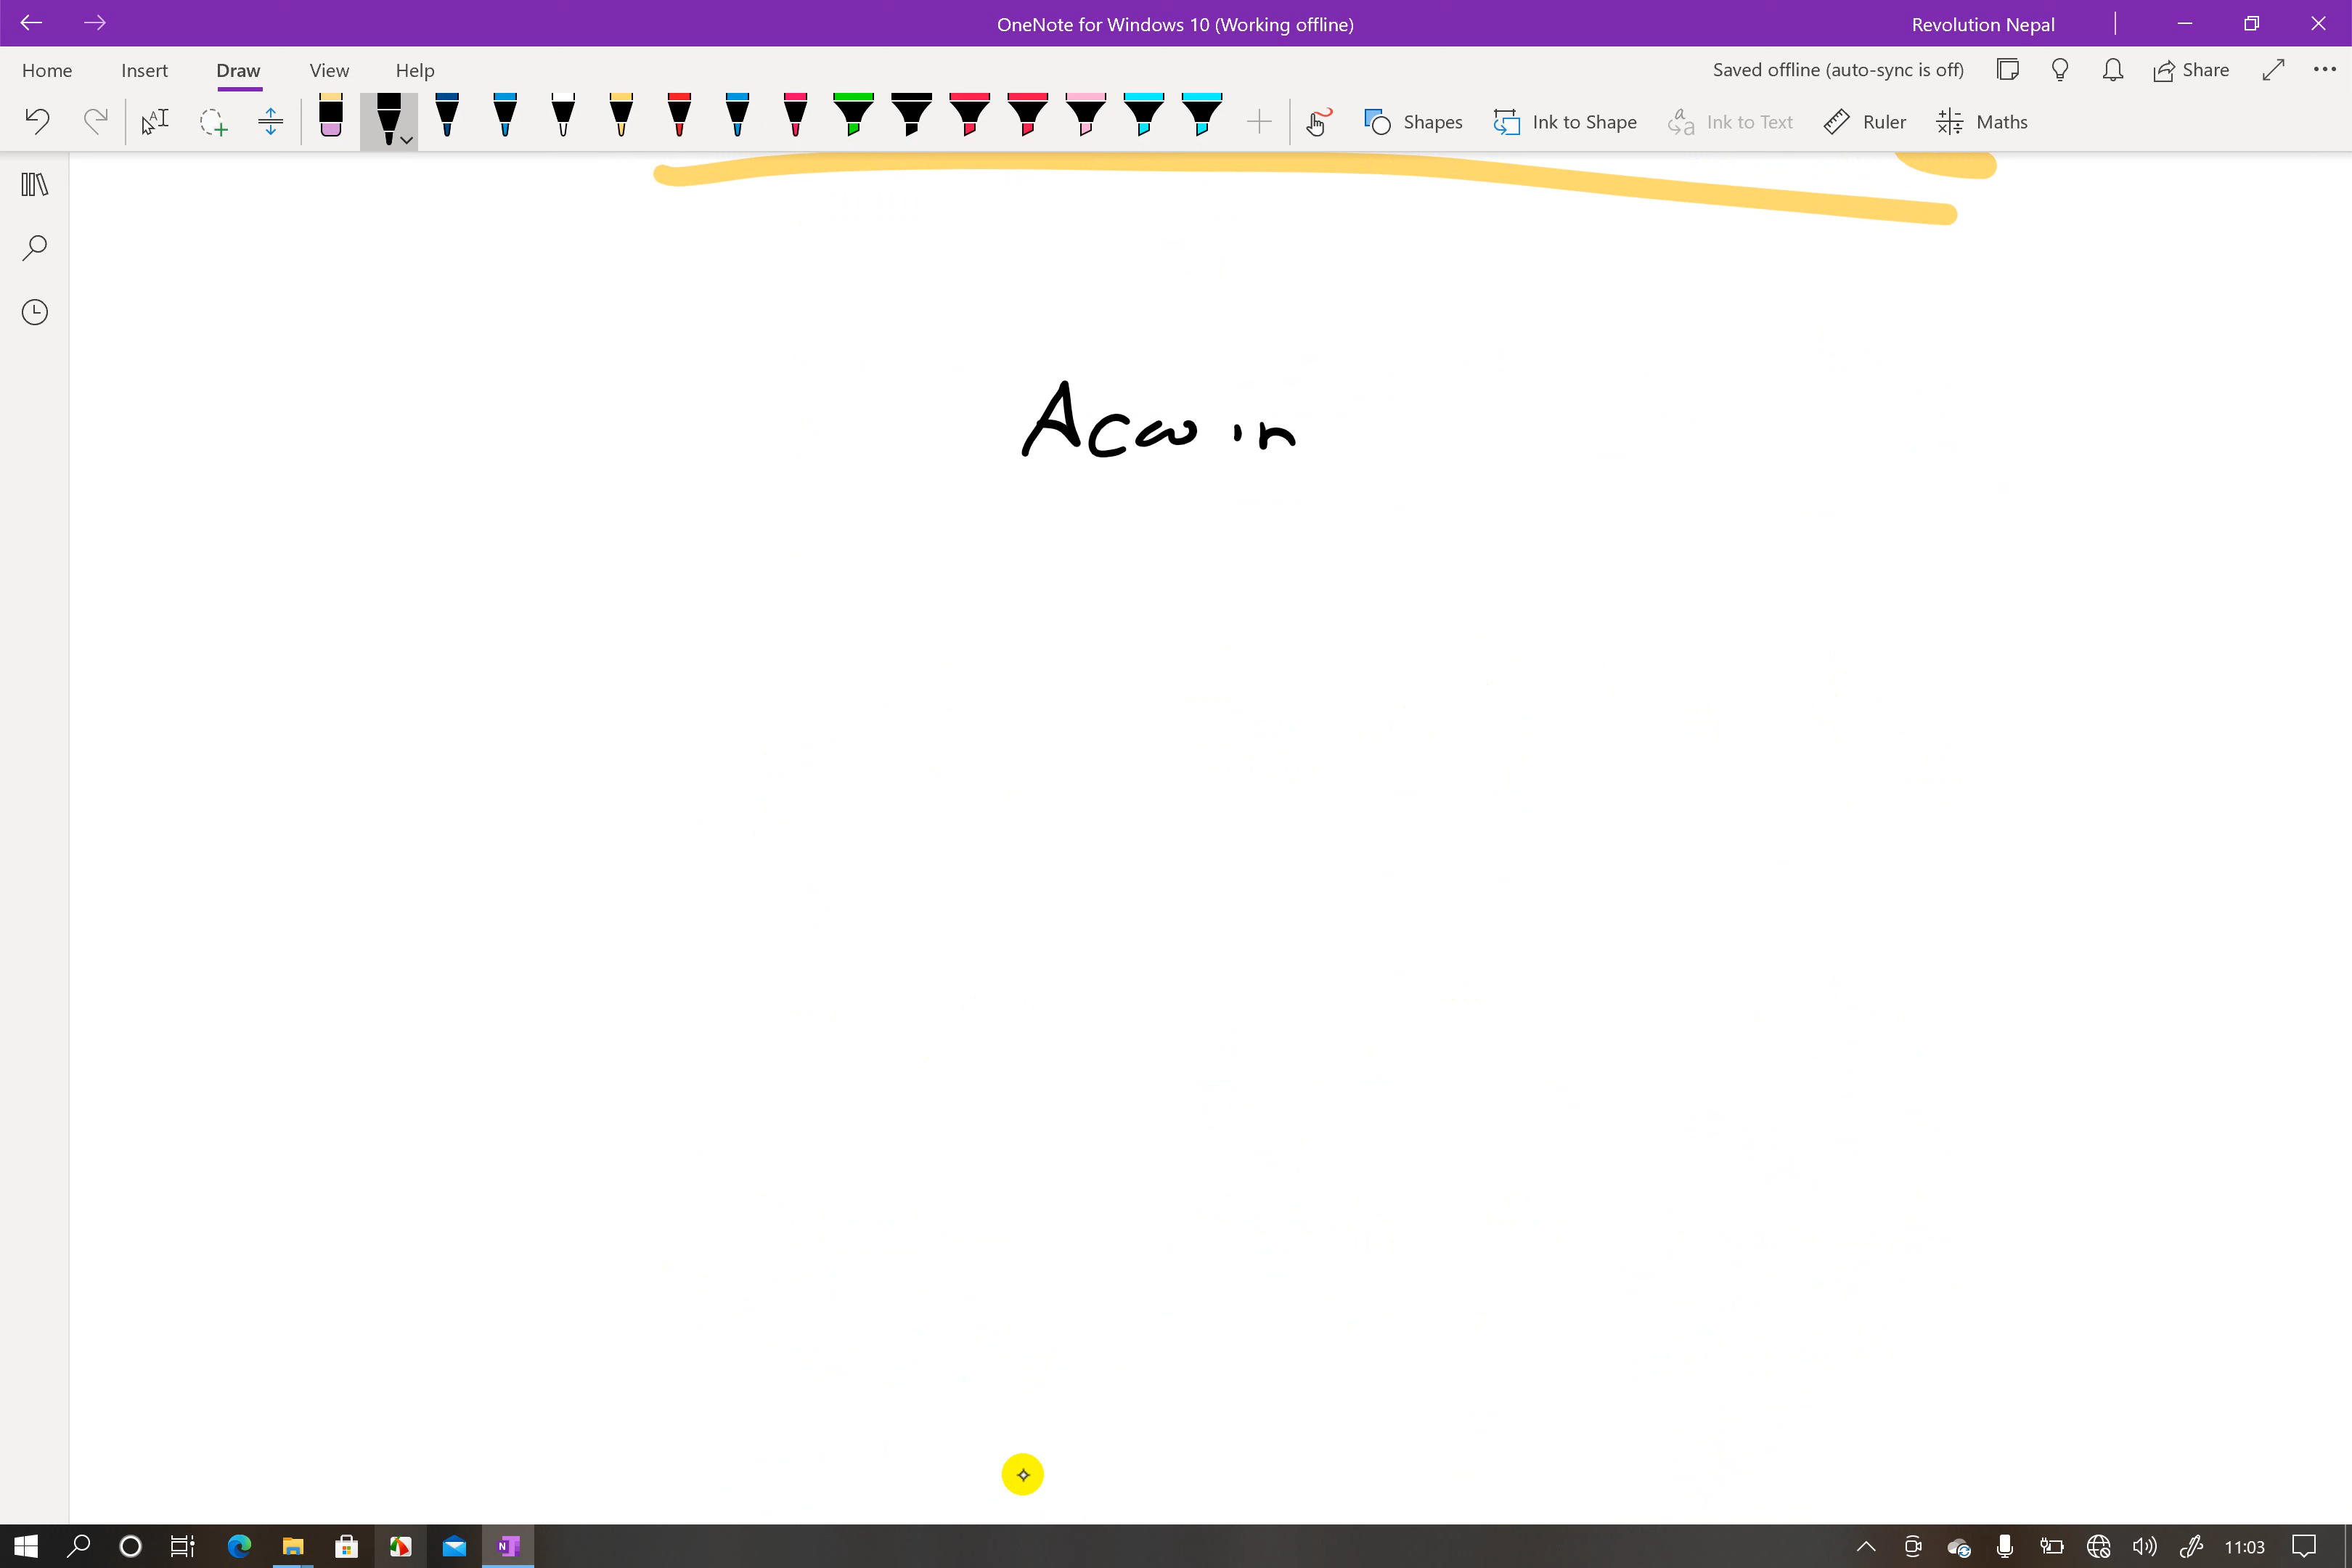 OneNote for Windows 10 (Working offline)
Revolution Nepal
Home Insert Draw View Help
Saved offline (auto-sync is off) Share
Shapes Ink to Shape Ink to Text Ruler Maths
11:03